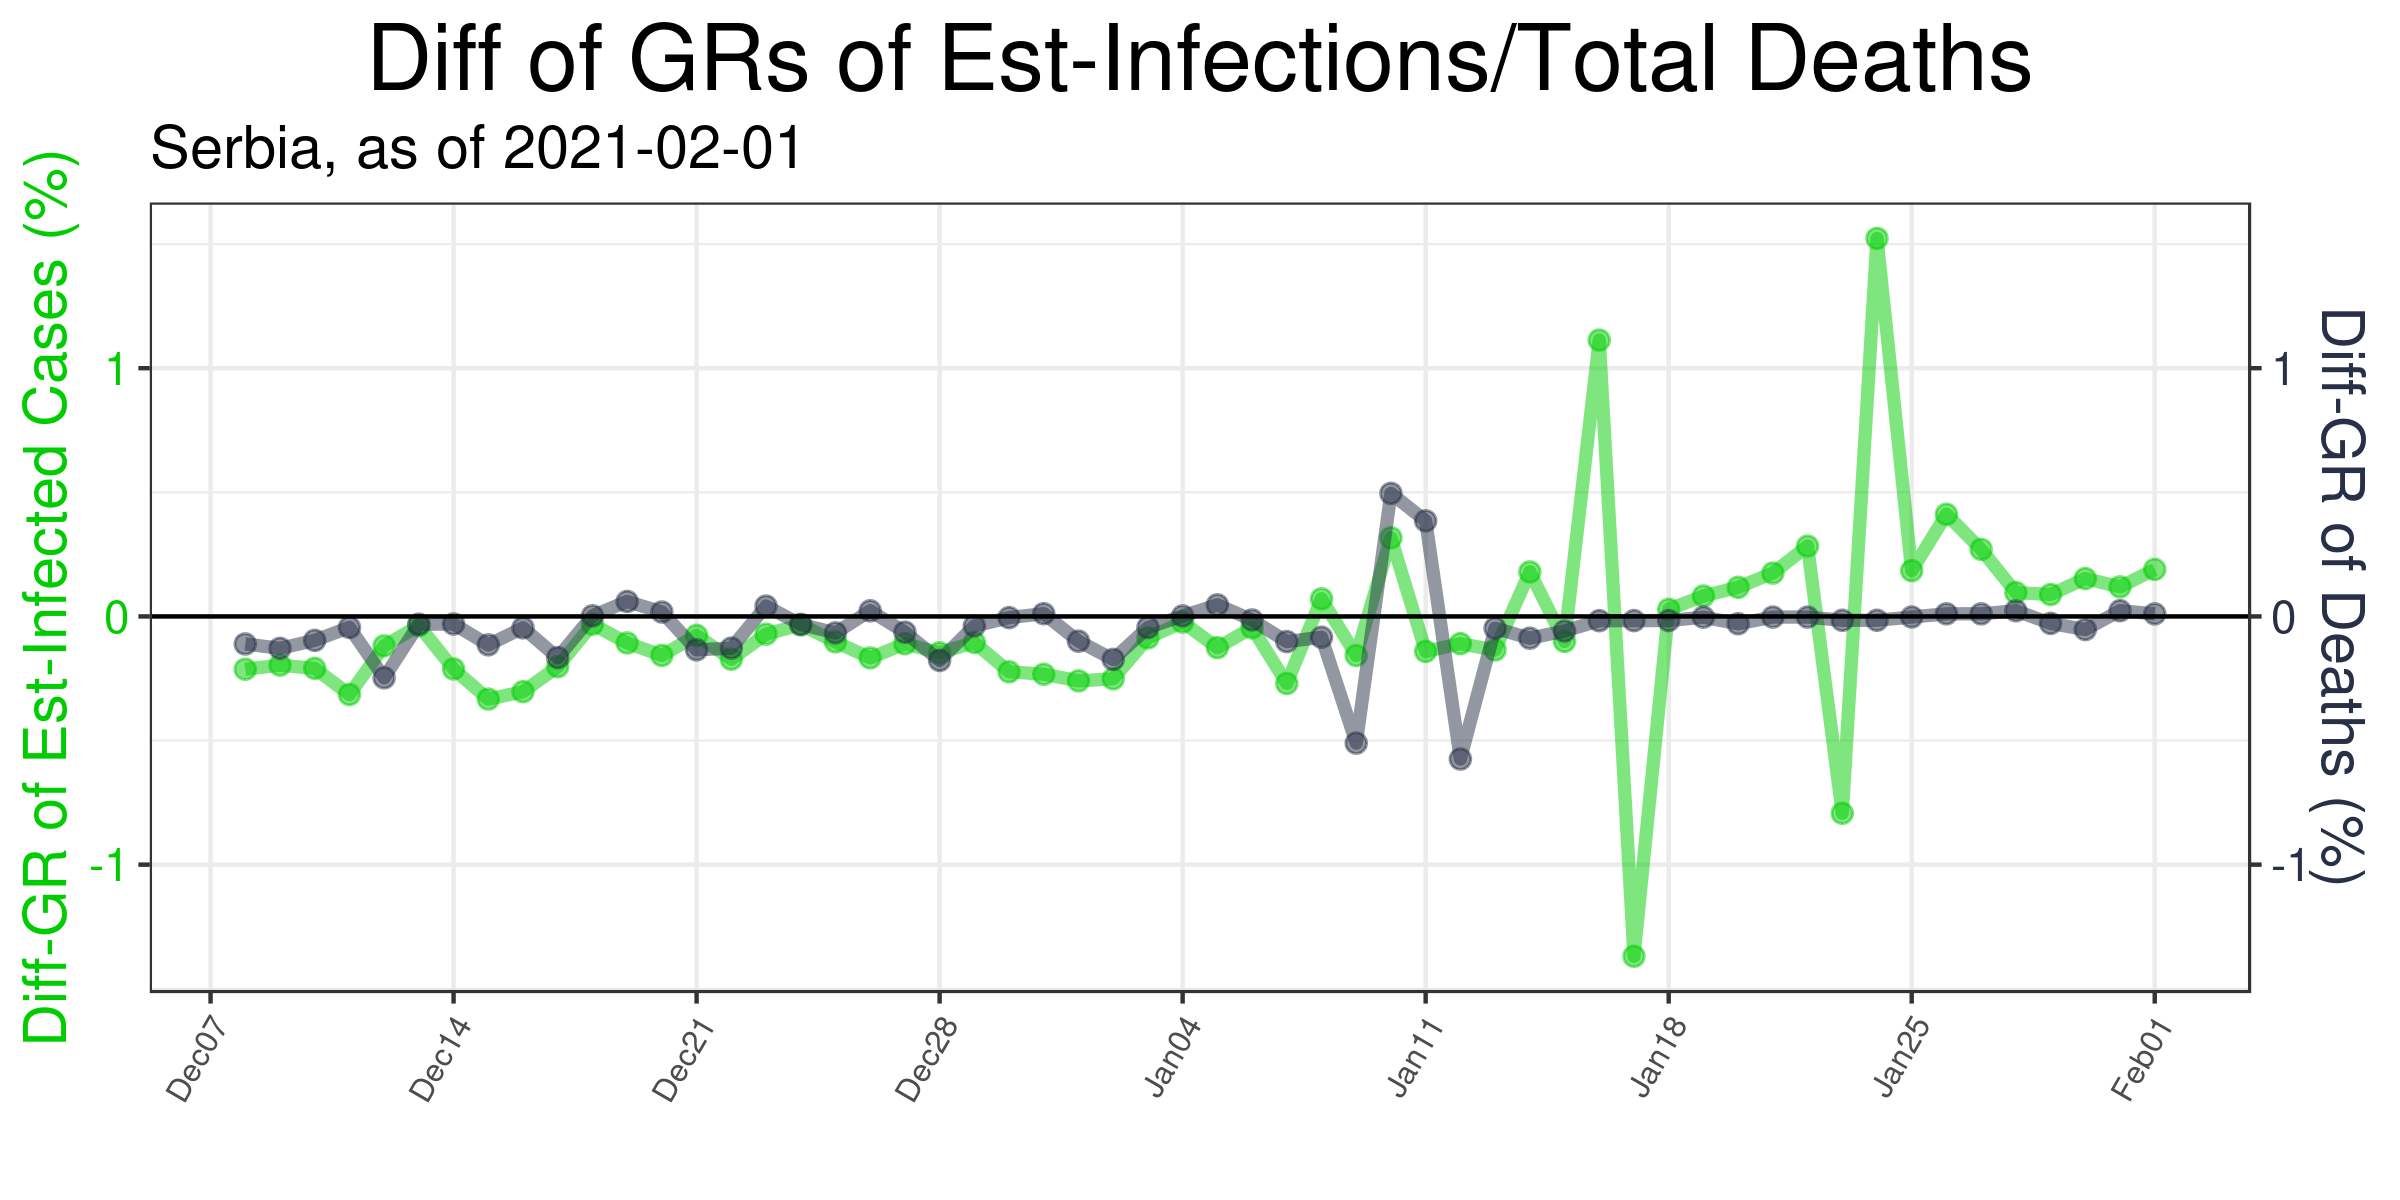 Diff of GRs of Est-Infections/Total Deaths
Serbia, as of 2021-02-01
Diff-GR of Est-Infected Cases (%)
1
0
-1
1
0
-1
Diff-GR of Deaths (%)
Dec07
Dec14
Dec21
Dec28
Jan04
Jan11
Jan18
Jan25
Feb01